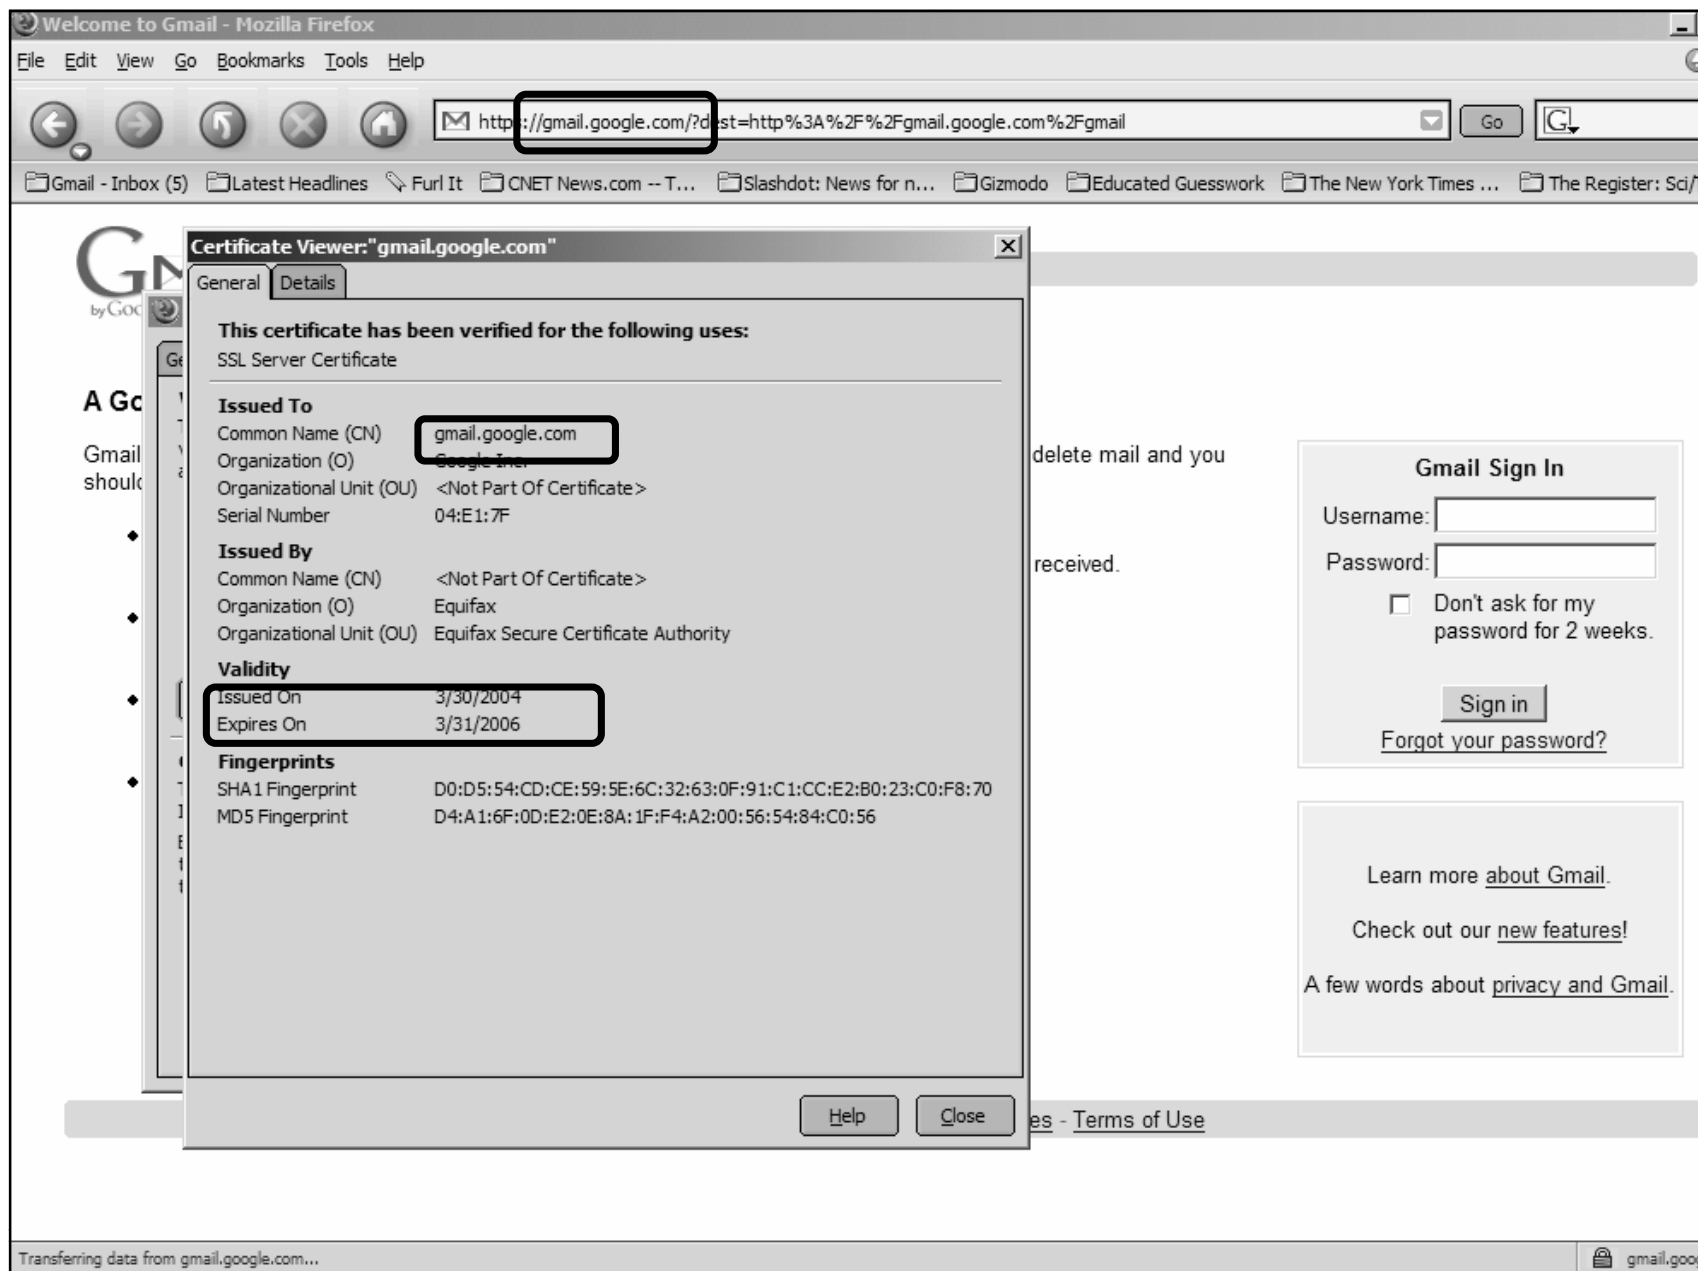 Welcome to Gmail - Mozilla Firefox
File Edit View Go Bookmarks Tools Help
https://gmail.google.com/?dest=http%3A%2F%2Fgmail.google.com%2Fgmail Go G
Gmail - Inbox (5) Latest Headlines Furl It CNET News.com -- T... Slashdot: News for n... Gizmodo Educated Guesswork The New York Times ... The Register: Sci/
by Goo
Certificate Viewer:"gmail.google.com"
General Details
This certificate has been verified for the following uses:
SSL Server Certificate
Issued To
Common Name (CN) gmail.google.com
Organization (O) Google Inc.
Organizational Unit (OU) <Not Part Of Certificate>
Serial Number 04:E1:7F
Issued By
Common Name (CN) <Not Part Of Certificate>
Organization (O) Equifax
Organizational Unit (OU) Equifax Secure Certificate Authority
Validity
Issued On 3/30/2004
Expires On 3/31/2006
Fingerprints
SHA1 Fingerprint D0:D5:54:CD:CE:59:5E:6C:32:63:0F:91:C1:CC:E2:B0:23:C0:F8:70
MD5 Fingerprint D4:A1:6F:0D:E2:0E:8A:1F:F4:A2:00:56:54:84:C0:56
Help Close
A Go
Gmail
should
delete mail and you
received.
Gmail Sign In
Username:
Password:
Don't ask for my
password for 2 weeks.
Sign in
Forgot your password?
Learn more about Gmail.
Check out our new features!
A few words about privacy and Gmail.
es - Terms of Use
Transferring data from gmail.google.com... gmail.goo